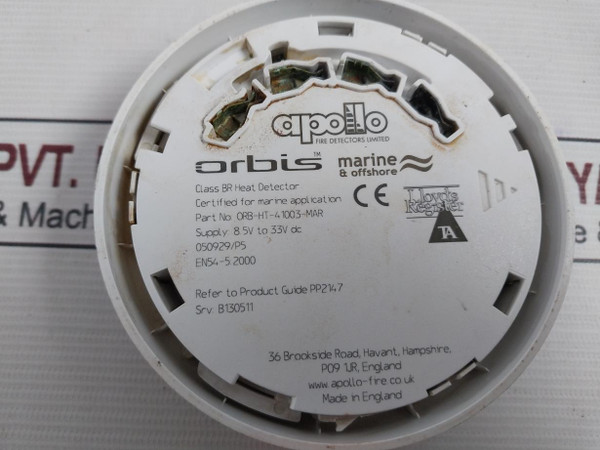 apollo
FIRE DETECTORS LIMITED
orbis™ marine & offshore
Class BR Heat Detector
Certified for marine application
Part No: ORB-HT-41003-MAR
Supply: 8.5V to 33V dc
050929/P5
EN54-5:2000
CE
Lloyd's
Register
TA
Refer to Product Guide PP2147
Srv: B130511
36 Brookside Road, Havant, Hampshire,
PO9 1JR, England
www.apollo-fire.co.uk
Made in England
PVT.
& Mach
YE
e &